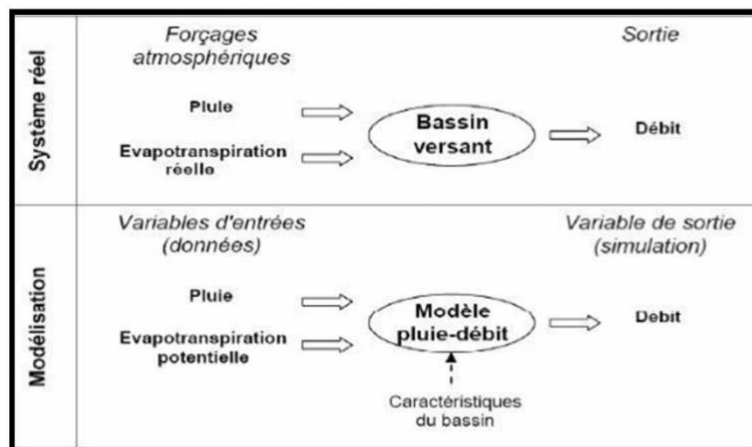 Système réel
Forçages
atmosphériques
Sortie
Pluie
Evapotranspiration
réelle
Bassin
versant
Débit
Modélisation
Variables d'entrées
(données)
Variable de sortie
(simulation)
Pluie
Evapotranspiration
potentielle
Modèle
pluie-débit
Débit
Caractéristiques
du bassin